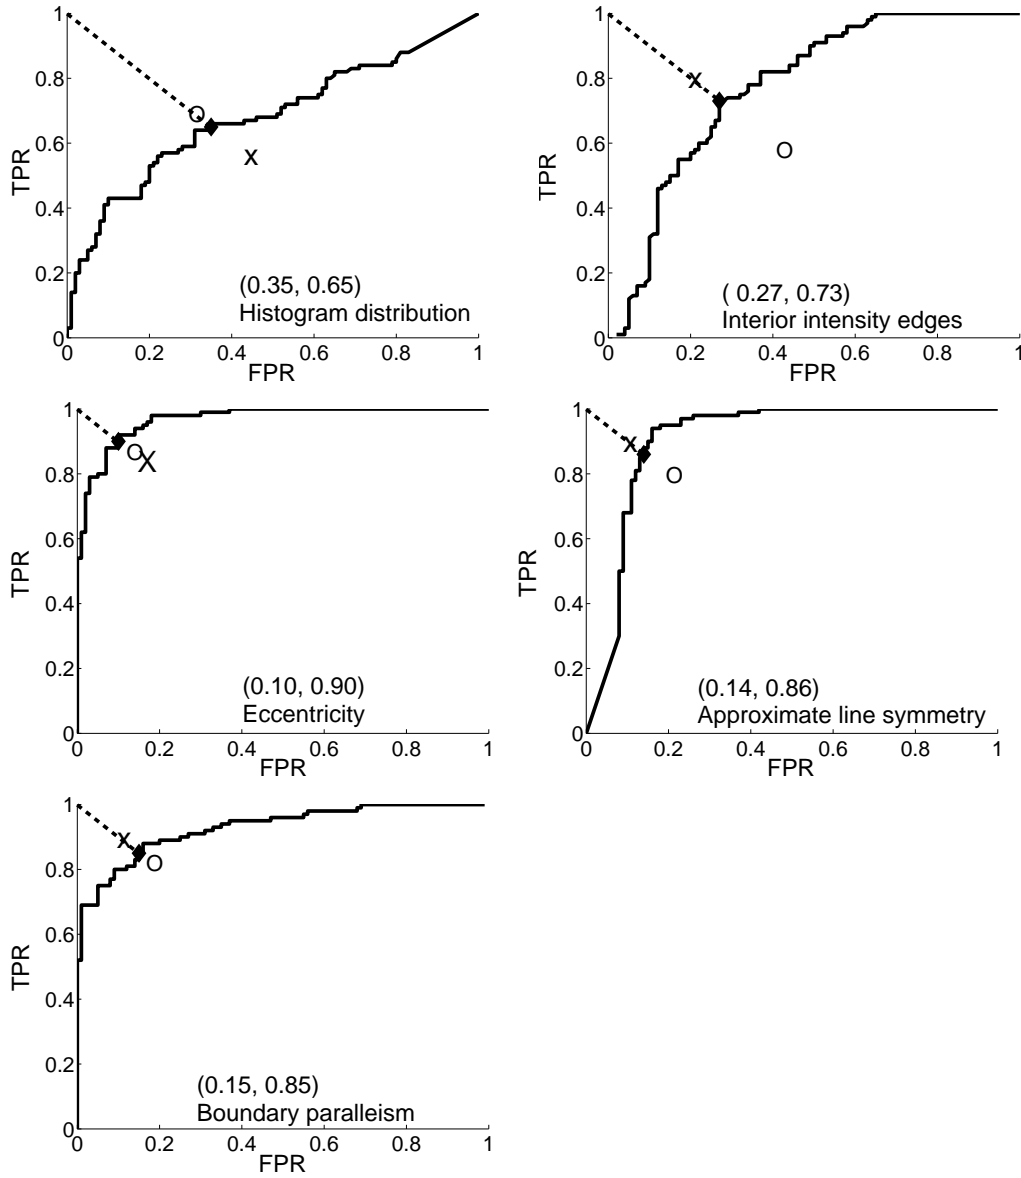 1
0.8
0.6
0.4
0.2
0
TPR
O
X
(0.35, 0.65)
Histogram distribution
0 0.2 0.4 0.6 0.8 1
FPR
1
0.8
0.6
0.4
0.2
0
TPR
X
O
( 0.27, 0.73)
Interior intensity edges
0 0.2 0.4 0.6 0.8 1
FPR
1
0.8
0.6
0.4
0.2
0
TPR
O
X
(0.10, 0.90)
Eccentricity
0 0.2 0.4 0.6 0.8 1
FPR
1
0.8
0.6
0.4
0.2
0
TPR
X
O
(0.14, 0.86)
Approximate line symmetry
0 0.2 0.4 0.6 0.8 1
FPR
1
0.8
0.6
0.4
0.2
0
TPR
X
O
(0.15, 0.85)
Boundary paralleism
0 0.2 0.4 0.6 0.8 1
FPR